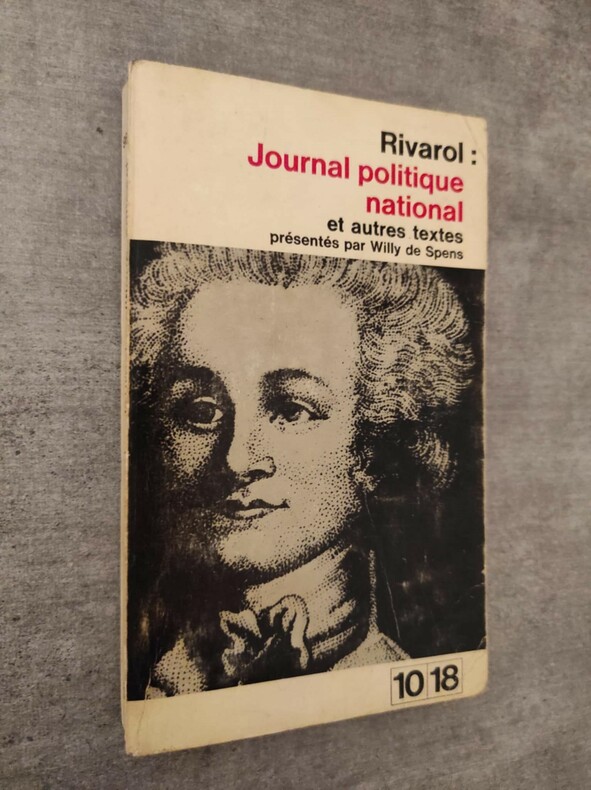 Rivarol :
Journal politique
national
et autres textes
présentés par Willy de Spens
10 18